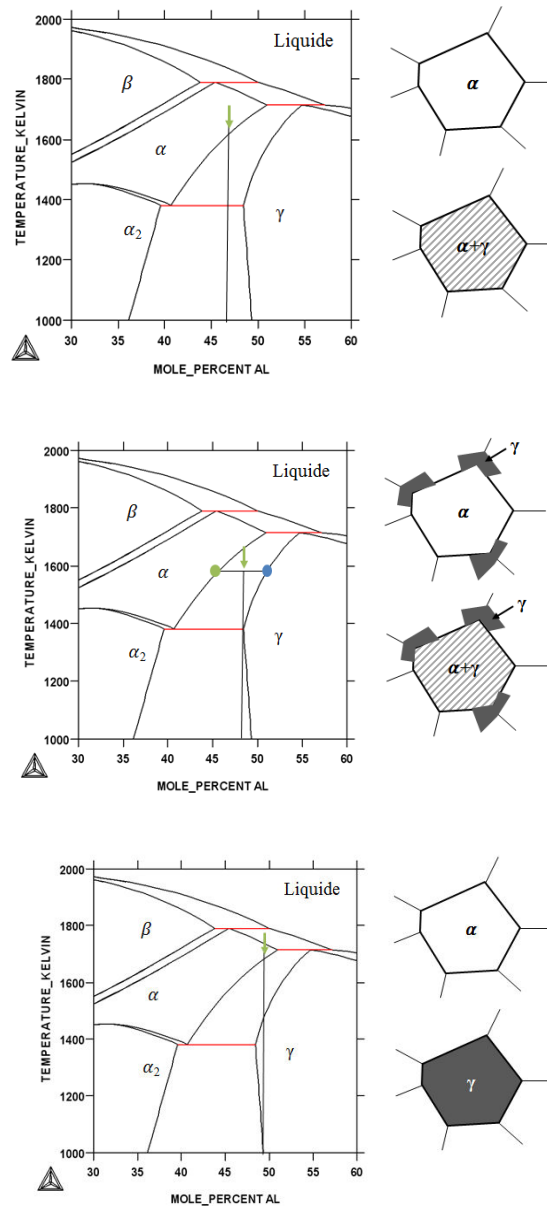 2000
1800
1600
1400
1200
1000
TEMPERATURE_KELVIN
Liquide
β
α
α2
γ
30 35 40 45 50 55 60
MOLE_PERCENT AL
α
α+γ
2000
1800
1600
1400
1200
1000
TEMPERATURE_KELVIN
Liquide
β
α
α2
γ
30 35 40 45 50 55 60
MOLE_PERCENT AL
γ
α
γ
α+γ
2000
1800
1600
1400
1200
1000
TEMPERATURE_KELVIN
Liquide
β
α
α2
γ
30 35 40 45 50 55 60
MOLE_PERCENT AL
α
γ